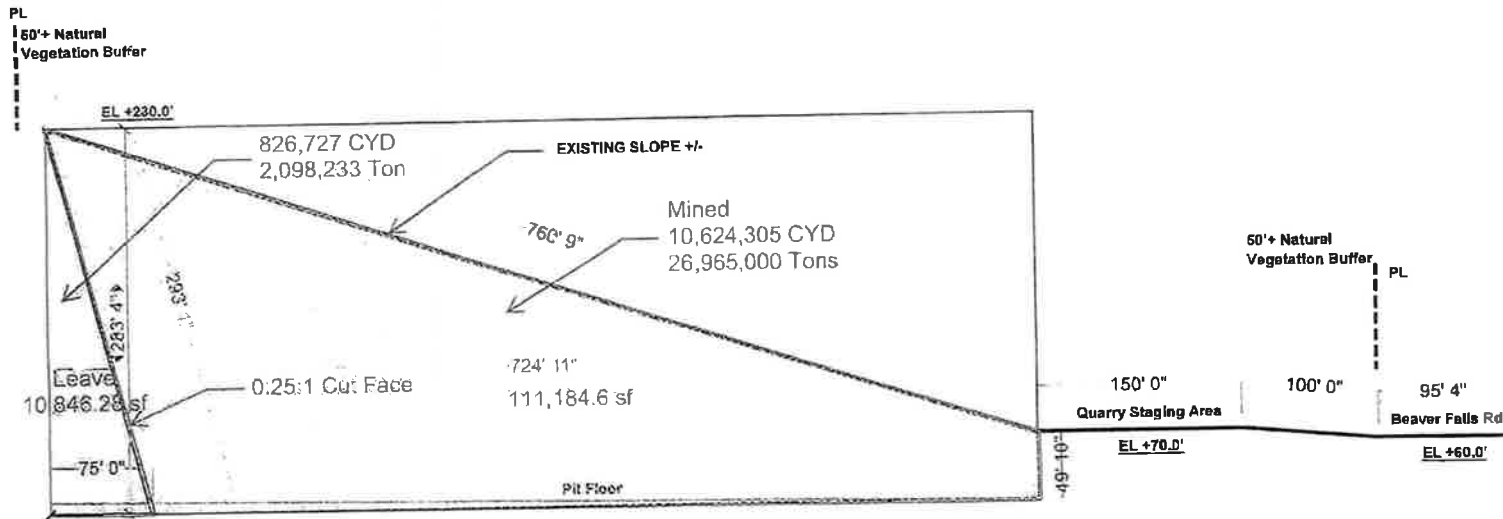 PL
50'+ Natural
Vegetation Buffer
EL +230.0'
826,727 CYD
2,098,233 Ton
EXISTING SLOPE +/-
760' 9"
Mined
10,624,305 CYD
26,965,000 Tons
50'+ Natural
Vegetation Buffer
PL
283' 4"
Leave
10,846.28 sf
0.25:1 Cut Face
724' 11"
111,184.6 sf
150' 0"
100' 0"
95' 4"
Quarry Staging Area
Beaver Falls Rd
EL +70.0'
EL +60.0'
75' 0"
49' 10"
Pit Floor